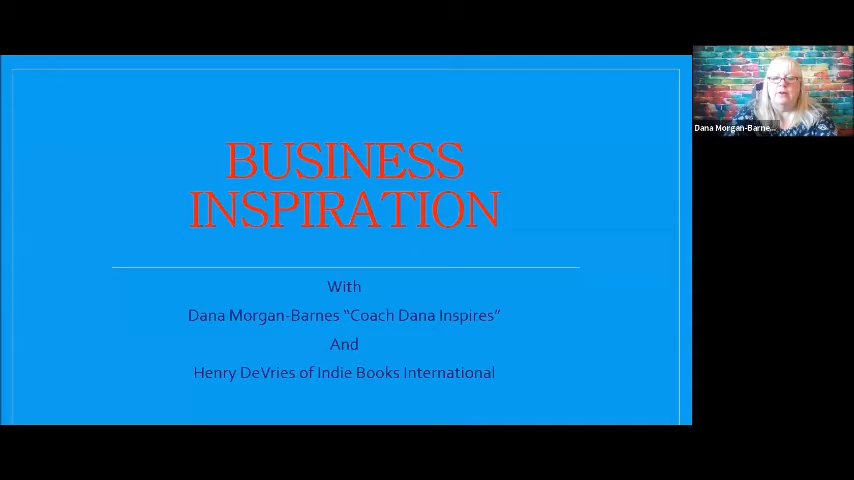 BUSINESS
INSPIRATION
With
Dana Morgan-Barnes “Coach Dana Inspires”
And
Henry DeVries of Indie Books International
Dana Morgan-Barne...